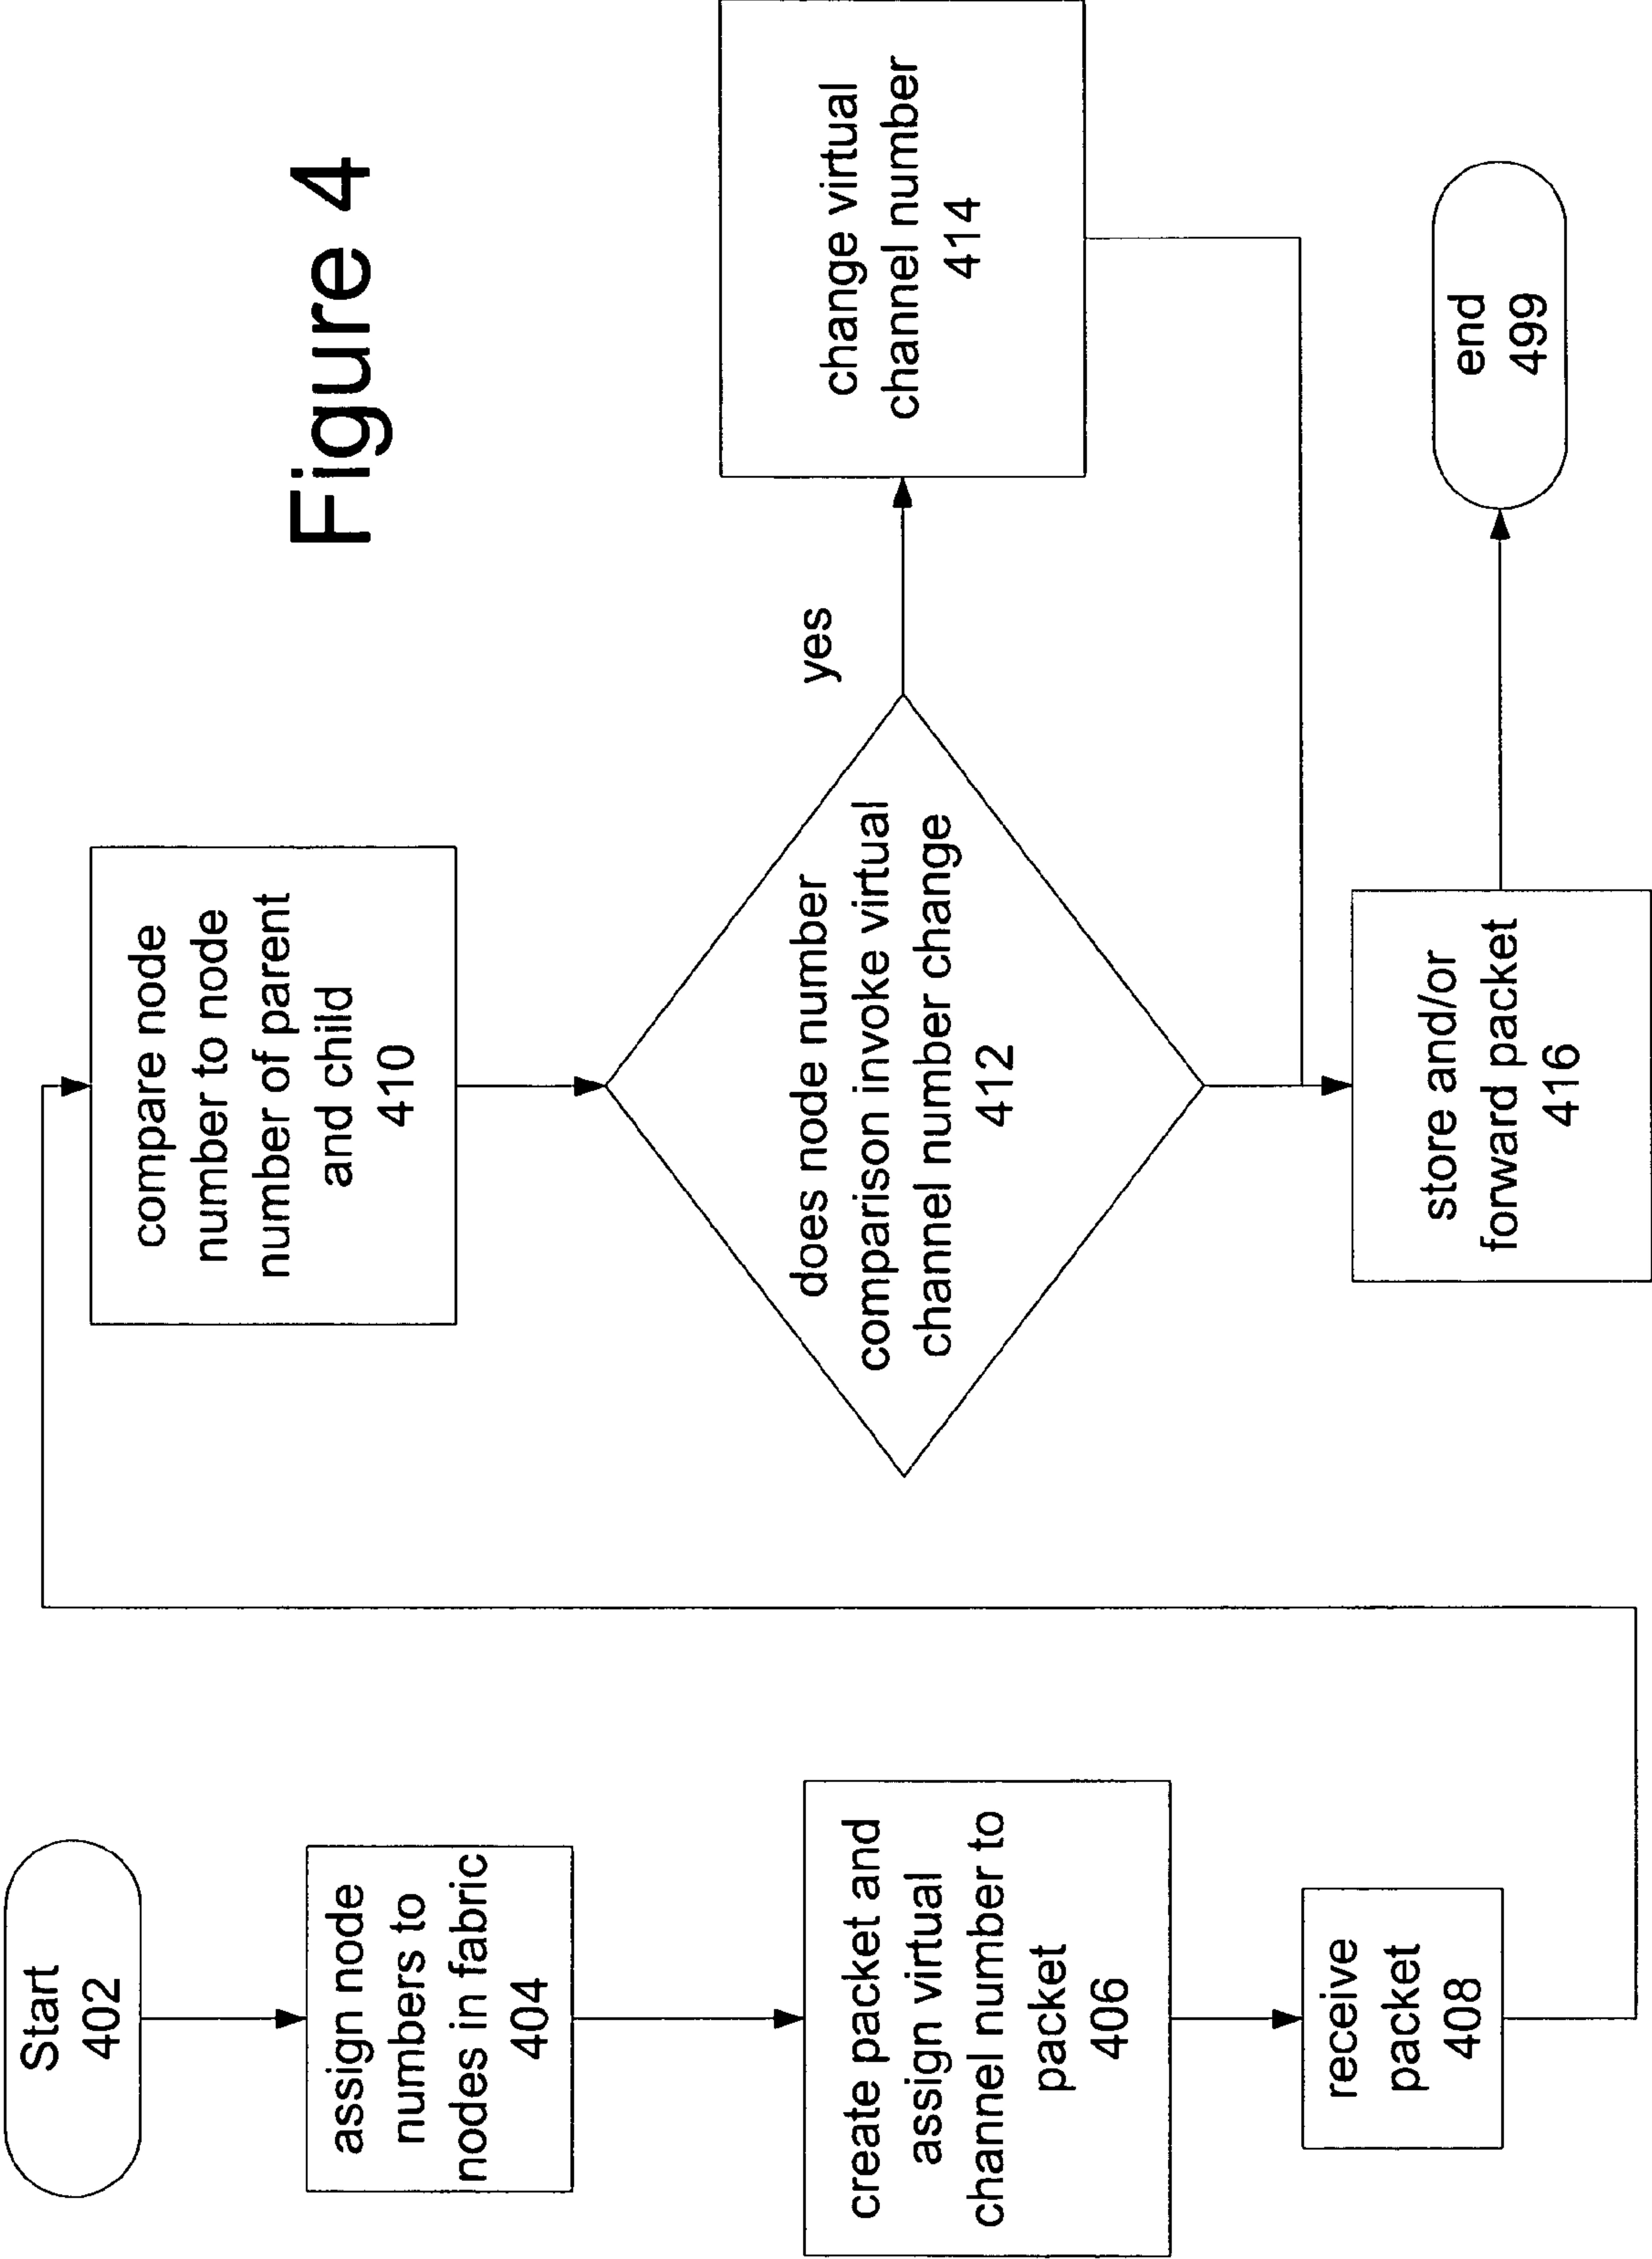 Figure 4
Start
402
assign node
numbers to
nodes in fabric
404
create packet and
assign virtual
channel number to
packet
406
receive
packet
408
compare node
number to node
number of parent
and child
410
does node number
comparison invoke virtual
channel number change
412
yes
change virtual
channel number
414
store and/or
forward packet
416
end
499